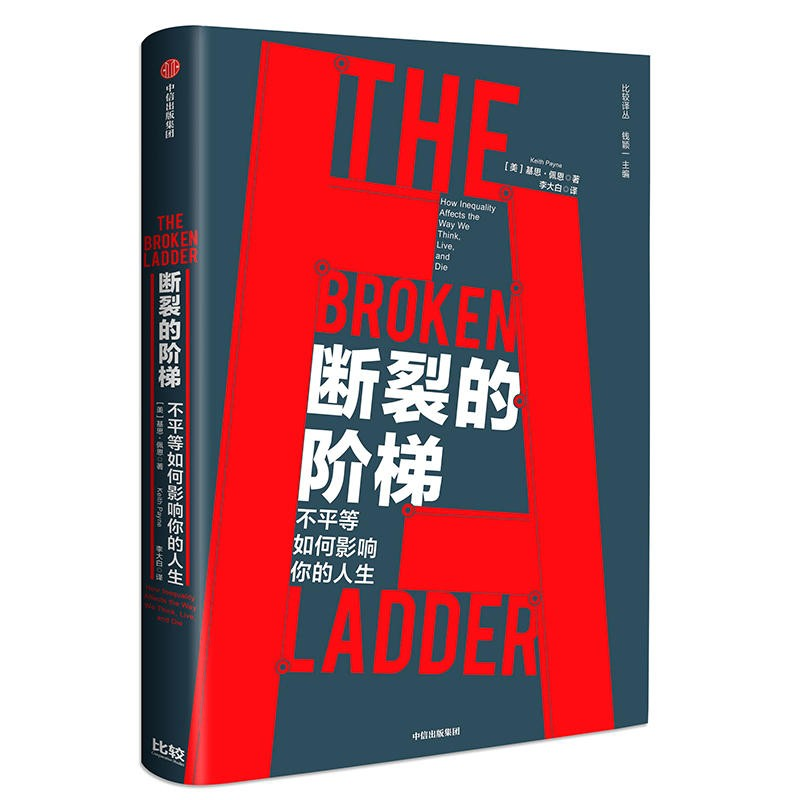 中信出版集团
THE
BROKEN
LADDER
断裂的阶梯
不平等如何影响你的人生
[美]基思·佩恩○著
Keith Payne
李大白○译
How Inequality
Affects the Way
We Think, Live,
and Die
比较
Comparative Studies
THE
比较译丛 钱颖一 主编
Keith Payne
[美]基思·佩恩○著
李大白○译
How Inequality
Affects the
Way We
Think,
Live,
and
Die
BROKEN
断裂的
阶梯
不平等
如何影响
你的人生
LADDER
中信出版集团